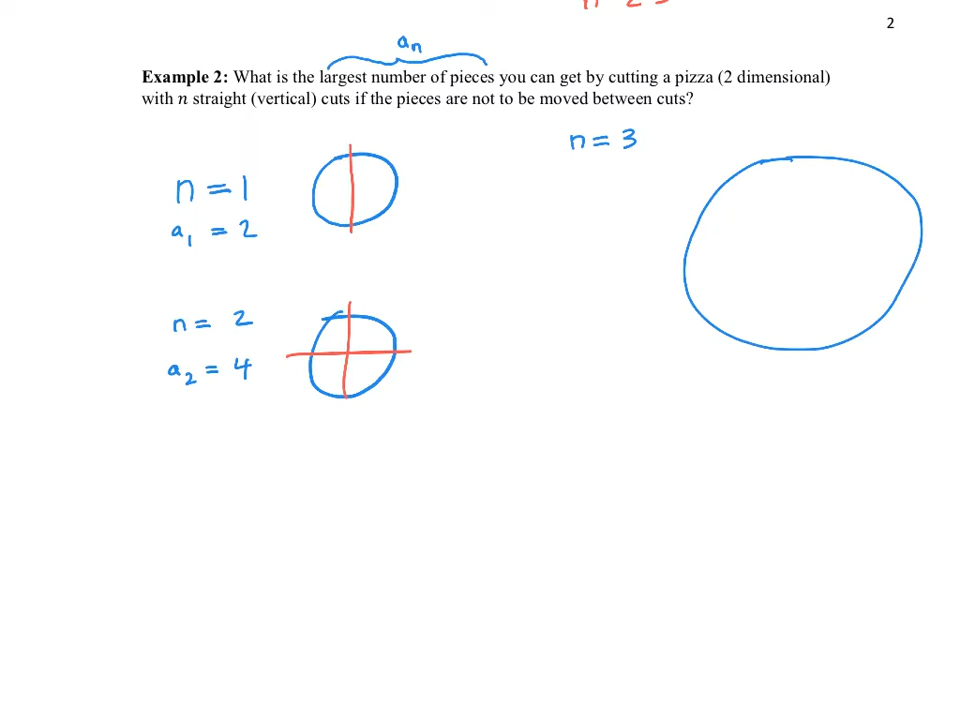 2
aₙ
Example 2: What is the largest number of pieces you can get by cutting a pizza (2 dimensional)
with n straight (vertical) cuts if the pieces are not to be moved between cuts?
n = 3
n = 1
a₁ = 2
n = 2
a₂ = 4